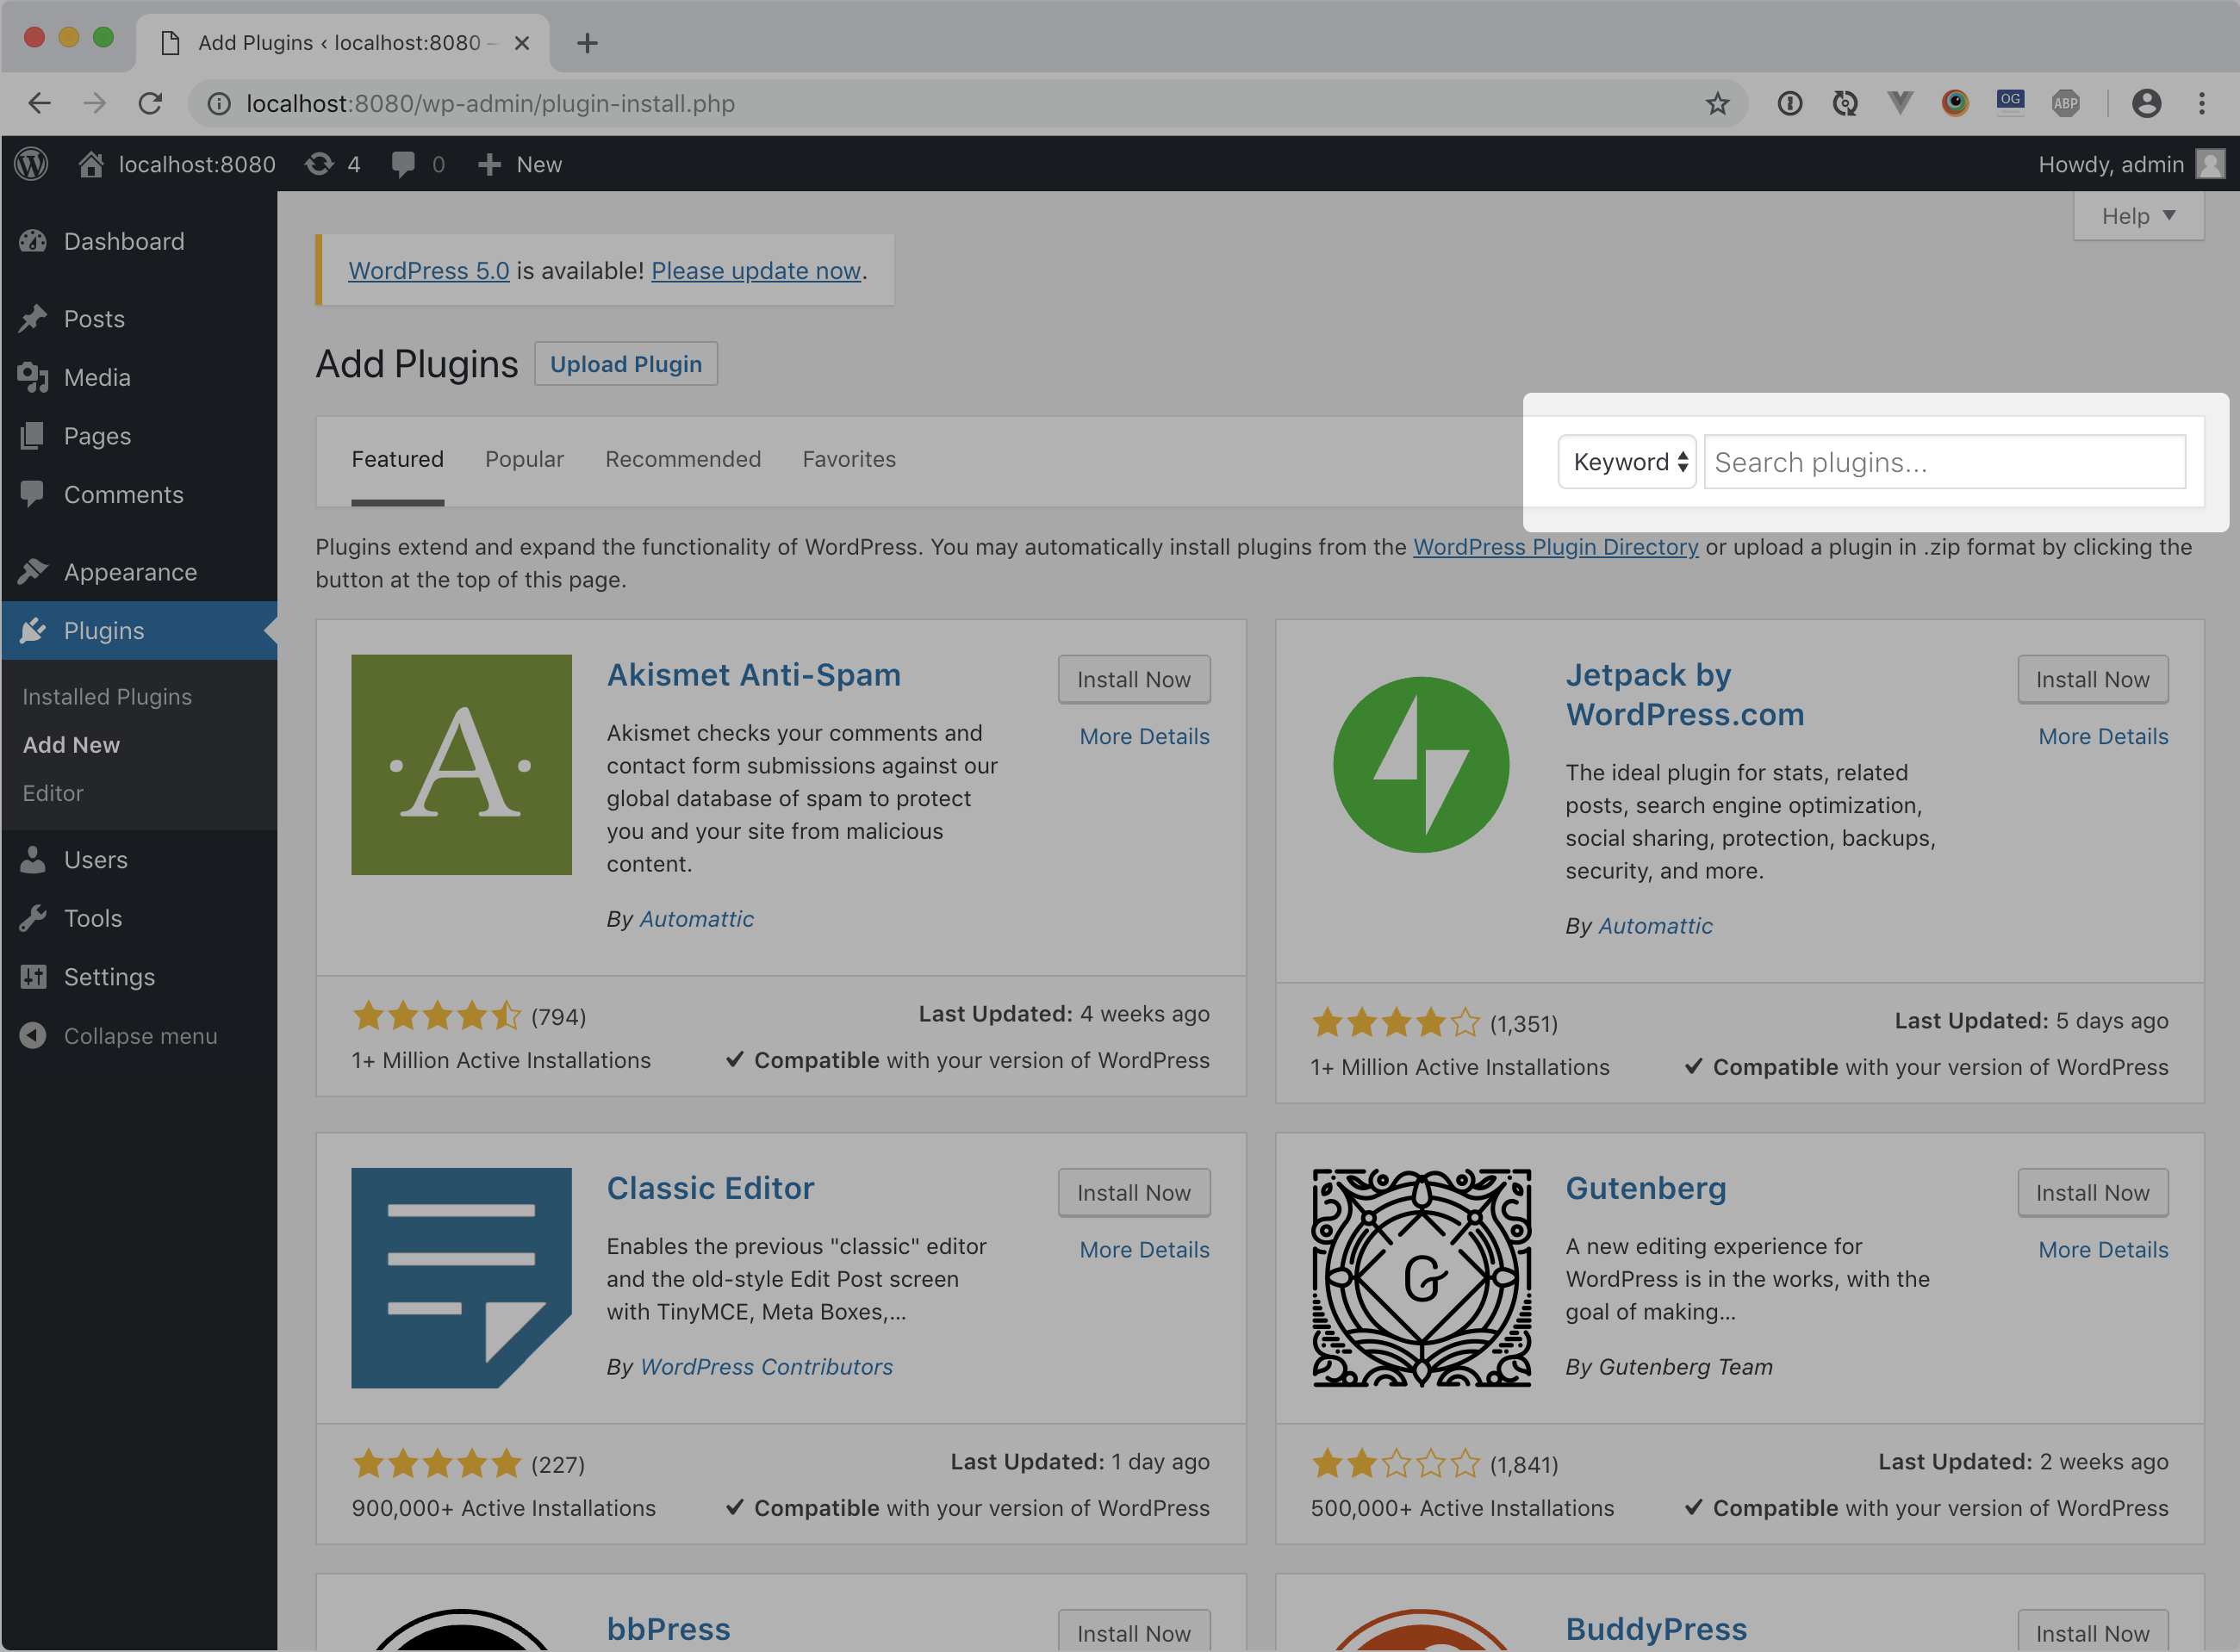 Add Plugins ‹ localhost:8080 –
localhost:8080/wp-admin/plugin-install.php
OG
ABP
localhost:8080 4 0 New
Howdy, admin
Help
Dashboard
Posts
Media
Pages
Comments
Appearance
Plugins
Installed Plugins
Add New
Editor
Users
Tools
Settings
Collapse menu
WordPress 5.0 is available! Please update now.
Add Plugins Upload Plugin
Featured Popular Recommended Favorites
Keyword Search plugins...
Plugins extend and expand the functionality of WordPress. You may automatically install plugins from the WordPress Plugin Directory or upload a plugin in .zip format by clicking the
button at the top of this page.
A
Akismet Anti-Spam
Install Now
More Details
Akismet checks your comments and
contact form submissions against our
global database of spam to protect
you and your site from malicious
content.
By Automattic
(794)
Last Updated: 4 weeks ago
1+ Million Active Installations
Compatible with your version of WordPress
Jetpack by
WordPress.com
Install Now
More Details
The ideal plugin for stats, related
posts, search engine optimization,
social sharing, protection, backups,
security, and more.
By Automattic
(1,351)
Last Updated: 5 days ago
1+ Million Active Installations
Compatible with your version of WordPress
Classic Editor
Install Now
More Details
Enables the previous "classic" editor
and the old-style Edit Post screen
with TinyMCE, Meta Boxes,...
By WordPress Contributors
(227)
Last Updated: 1 day ago
900,000+ Active Installations
Compatible with your version of WordPress
G
Gutenberg
Install Now
More Details
A new editing experience for
WordPress is in the works, with the
goal of making...
By Gutenberg Team
(1,841)
Last Updated: 2 weeks ago
500,000+ Active Installations
Compatible with your version of WordPress
bbPress
Install Now
BuddyPress
Install Now